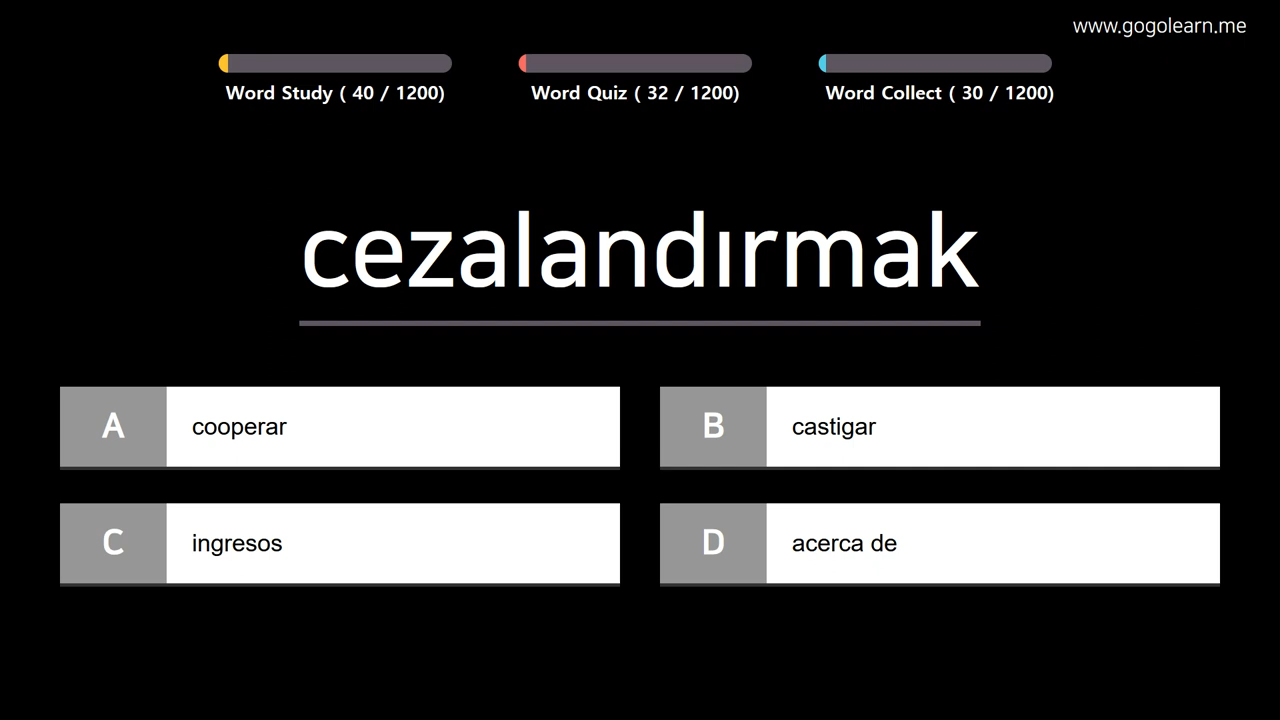 www.gogolearn.me
Word Study ( 40 / 1200)
Word Quiz ( 32 / 1200)
Word Collect ( 30 / 1200)
cezalandırmak
A cooperar
B castigar
C ingresos
D acerca de